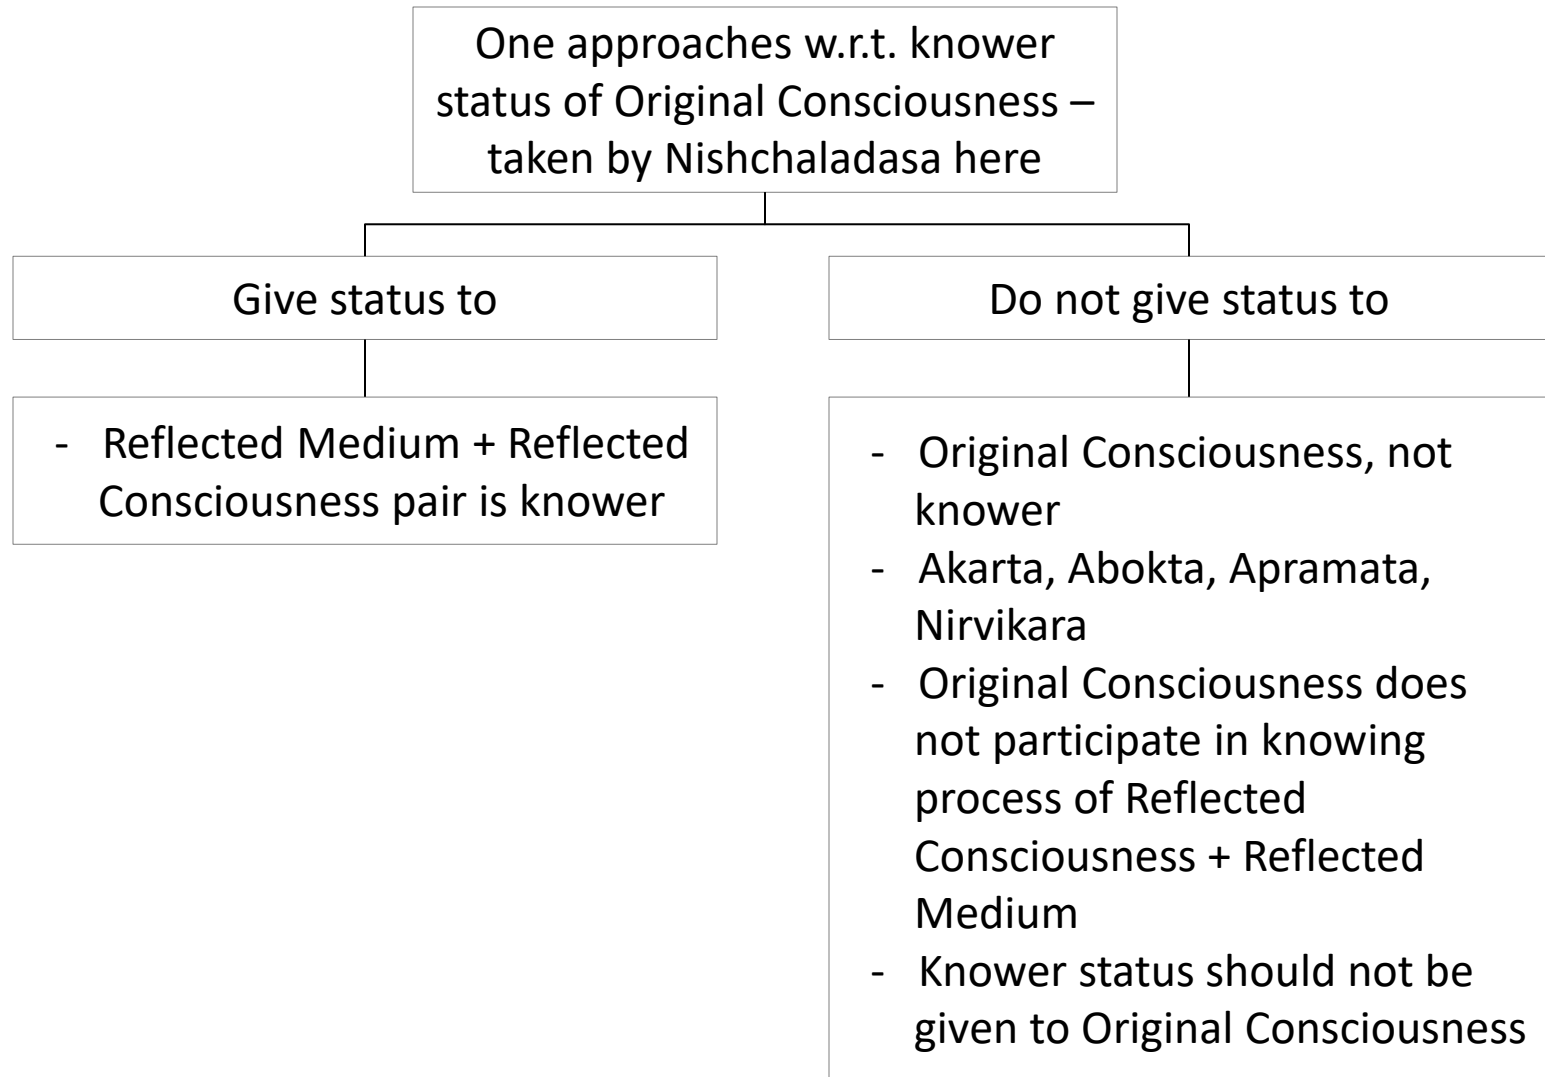 One approaches w.r.t. knower
status of Original Consciousness –
taken by Nishchaladasa here
Give status to
Do not give status to
- Reflected Medium + Reflected
Consciousness pair is knower
- Original Consciousness, not
knower
- Akarta, Abokta, Apramata,
Nirvikara
- Original Consciousness does
not participate in knowing
process of Reflected
Consciousness + Reflected
Medium
- Knower status should not be
given to Original Consciousness